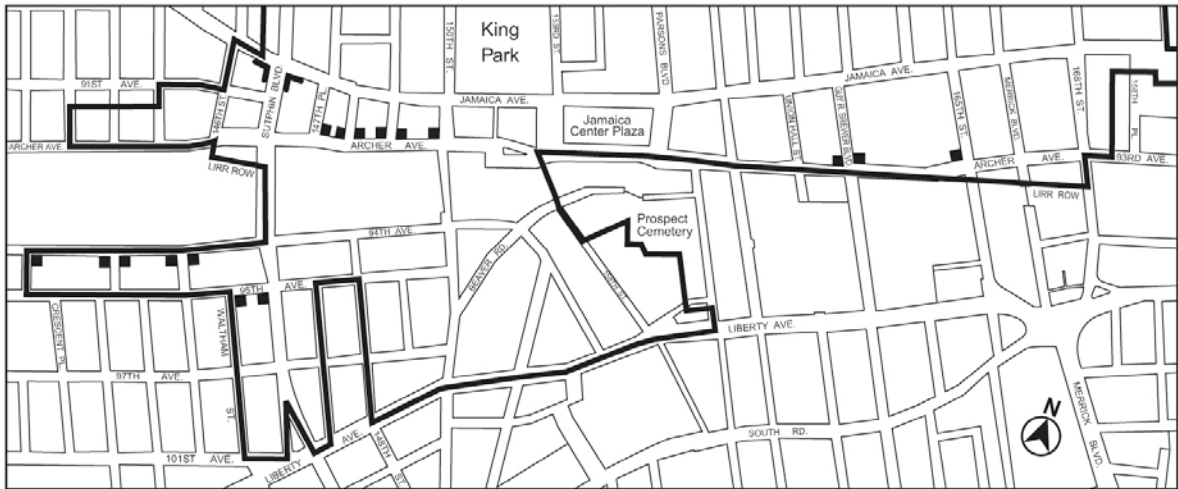 King
Park
150TH ST.
153RD ST.
PARSONS BLVD
SUTPHIN BLVD.
91ST AVE.
146TH ST.
147TH PL.
JAMAICA AVE.
JAMAICA AVE.
168TH ST.
168TH PL.
165TH ST.
MERRICK BLVD.
Jamaica
Center Plaza
UNION HALL ST.
GUY R. BREWER BLVD
ARCHER AVE.
ARCHER AVE.
ARCHER AVE.
93RD AVE.
LIRR ROW
LIRR ROW
Prospect
Cemetery
94TH AVE
BEAVER RD.
159TH ST
95TH AVE.
CRESCENT PL
WALTHAM ST.
LIBERTY AVE.
97TH AVE.
MERRICK BLVD.
N
148TH ST.
SOUTH RD.
101ST AVE.
LIBERTY AVE.